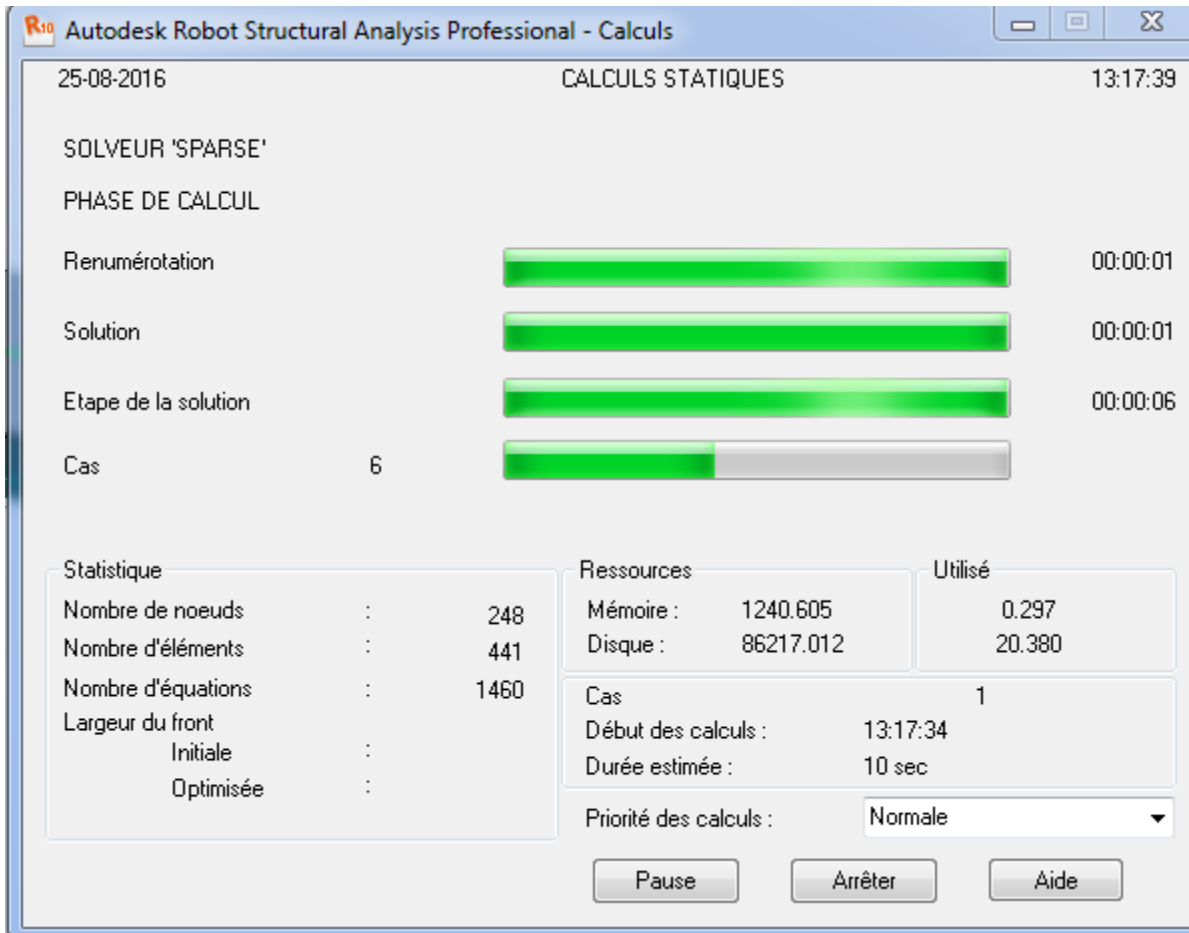 R10 Autodesk Robot Structural Analysis Professional - Calculs
25-08-2016 CALCULS STATIQUES 13:17:39
SOLVEUR 'SPARSE'
PHASE DE CALCUL
Renumérotation 00:00:01
Solution 00:00:01
Etape de la solution 00:00:06
Cas 6
Statistique
Nombre de noeuds : 248
Nombre d'éléments : 441
Nombre d'équations : 1460
Largeur du front
Initiale :
Optimisée :
Ressources Utilisé
Mémoire : 1240.605 0.297
Disque : 86217.012 20.380
Cas 1
Début des calculs : 13:17:34
Durée estimée : 10 sec
Priorité des calculs : Normale
Pause Arrêter Aide